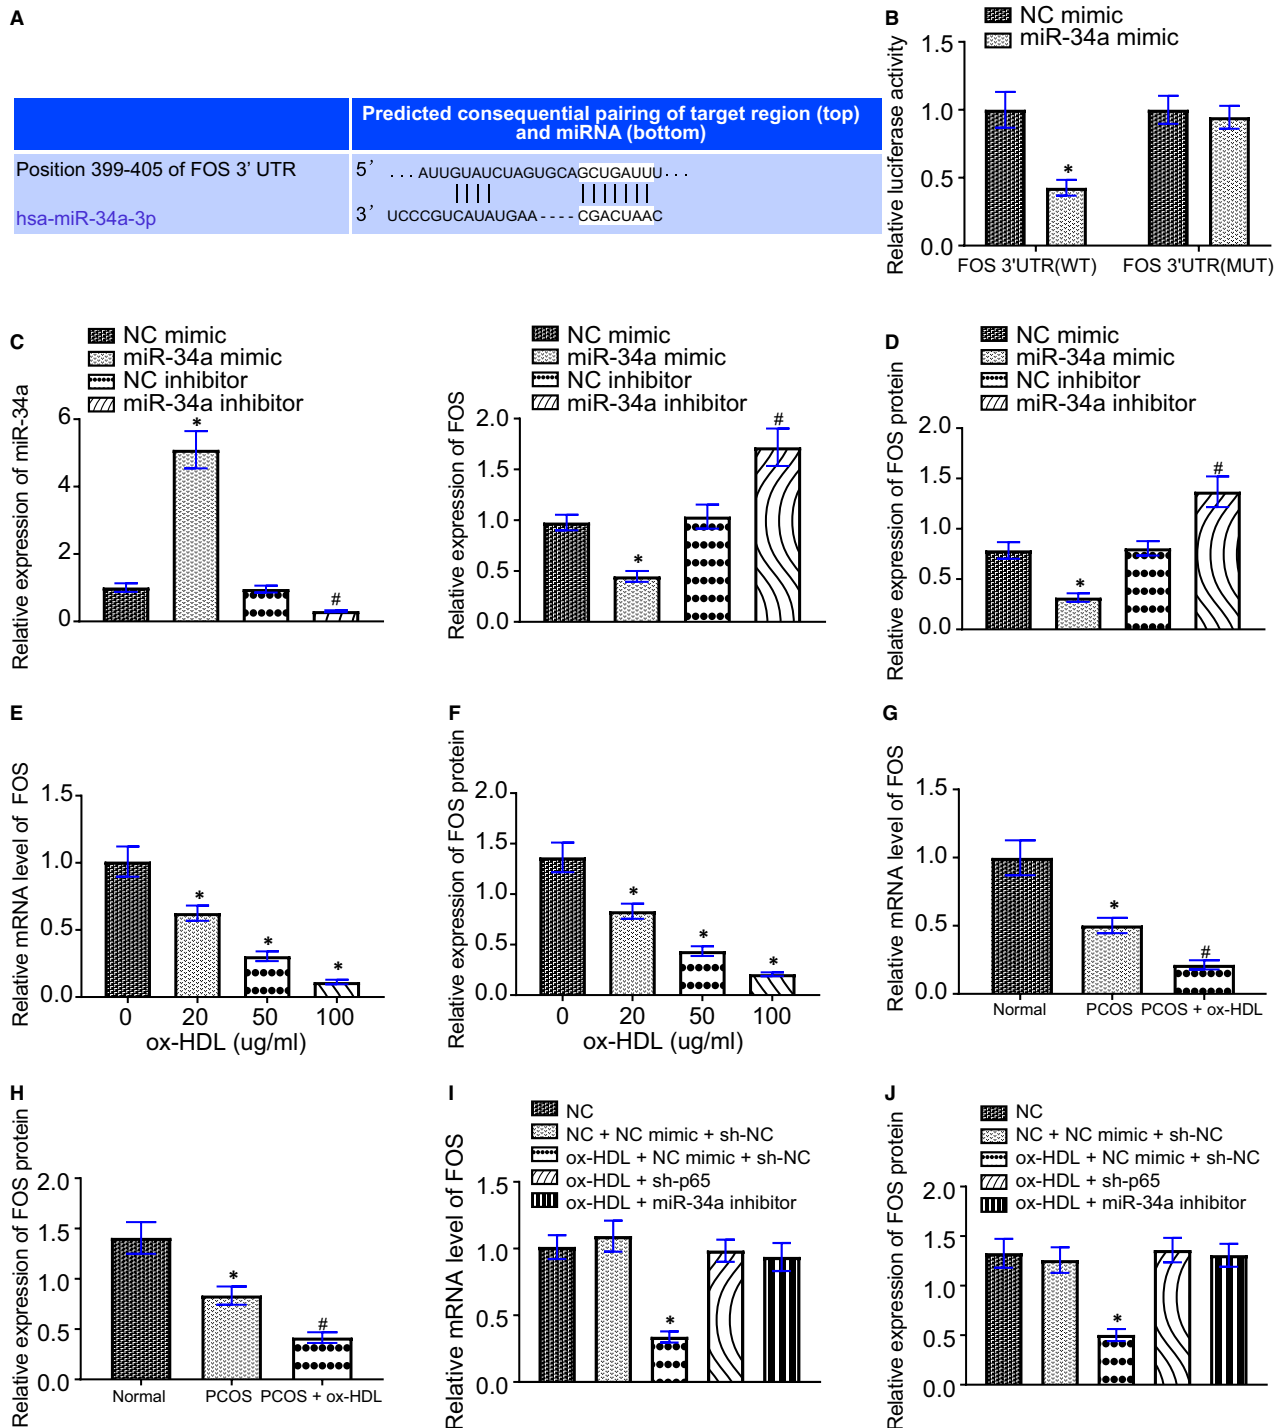 A
Predicted consequential pairing of target region (top)
and miRNA (bottom)
Position 399-405 of FOS 3' UTR
5' ...AUUGUAUCUAGUGCAGCUGAUUU...
hsa-miR-34a-3p
3' UCCCGUCAUAUGAA----CGACUAAC
B
NC mimic
miR-34a mimic
Relative luciferase activity
1.5
1.0
0.5
0.0
*
FOS 3'UTR(WT) FOS 3'UTR(MUT)
C
NC mimic
miR-34a mimic
NC inhibitor
miR-34a inhibitor
Relative expression of miR-34a
6
4
2
0
*
#
NC mimic
miR-34a mimic
NC inhibitor
miR-34a inhibitor
Relative expression of FOS
2.0
1.5
1.0
0.5
0.0
*
#
D
NC mimic
miR-34a mimic
NC inhibitor
miR-34a inhibitor
Relative expression of FOS protein
2.0
1.5
1.0
0.5
0.0
*
#
E
Relative mRNA level of FOS
1.5
1.0
0.5
0.0
*
*
*
0 20 50 100
ox-HDL (ug/ml)
F
Relative expression of FOS protein
2.0
1.5
1.0
0.5
0.0
*
*
*
0 20 50 100
ox-HDL (ug/ml)
G
Relative mRNA level of FOS
1.5
1.0
0.5
0.0
*
#
Normal PCOS PCOS + ox-HDL
H
Relative expression of FOS protein
2.0
1.5
1.0
0.5
0.0
*
#
Normal PCOS PCOS + ox-HDL
I
NC
NC + NC mimic + sh-NC
ox-HDL + NC mimic + sh-NC
ox-HDL + sh-p65
ox-HDL + miR-34a inhibitor
Relative mRNA level of FOS
1.5
1.0
0.5
0.0
*
J
NC
NC + NC mimic + sh-NC
ox-HDL + NC mimic + sh-NC
ox-HDL + sh-p65
ox-HDL + miR-34a inhibitor
Relative expression of FOS protein
2.0
1.5
1.0
0.5
0.0
*